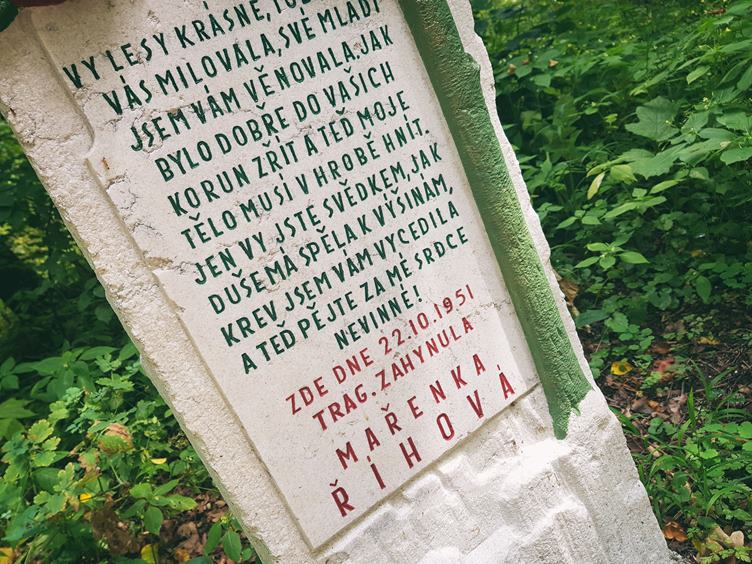 VY LESY KRÁSNÉ,
VÁS MILOVALA, SVÉ MLÁDÍ
JSEM VÁM VĚNOVALA. JAK
BYLO DOBŘE DO VAŠICH
KORUN ZŘÍT A TEĎ MOJE
TĚLO MUSÍ V HROBĚ HNÍT.
JEN VY JSTE SVĚDKEM, JAK
DUŠE MÁ SPĚLA K VÝŠINÁM,
KREV JSEM VÁM VYCEDILA
A TEĎ PĚJTE ZA MÉ SRDCE
NEVINNÉ!
ZDE DNE 22.10.1951
TRAG. ZAHYNULA
MAŘENKA
ŘÍHOVÁ